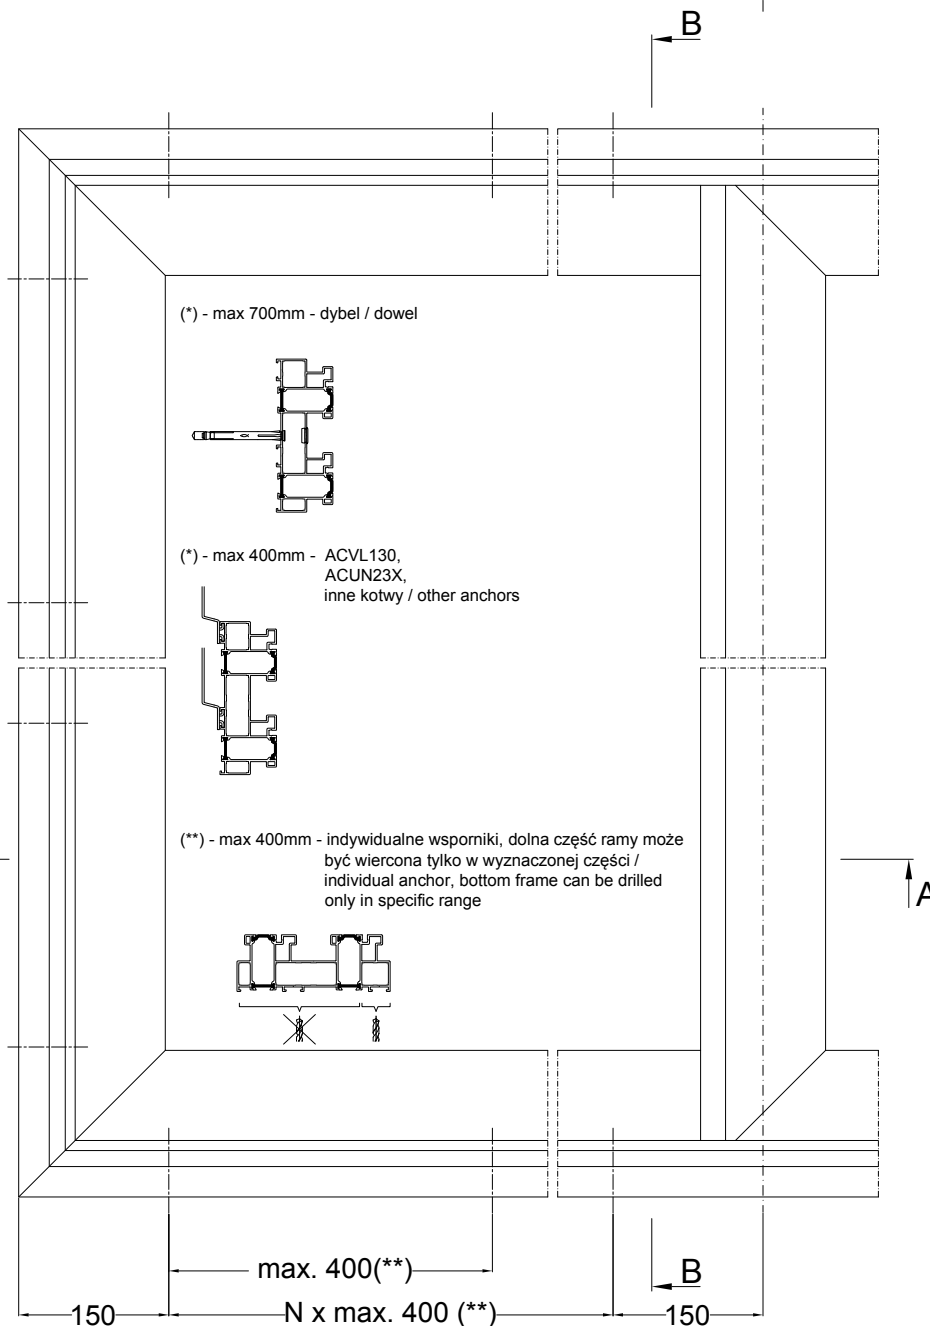 B
(*) - max 700mm - dybel / dowel
(*) - max 400mm - ACVL130,
ACUN23X,
inne kotwy / other anchors
(**) - max 400mm - indywidualne wsporniki, dolna część ramy może
być wiercona tylko w wyznaczonej części /
individual anchor, bottom frame can be drilled
only in specific range
A
max. 400(**)
B
150
N x max. 400 (**)
150